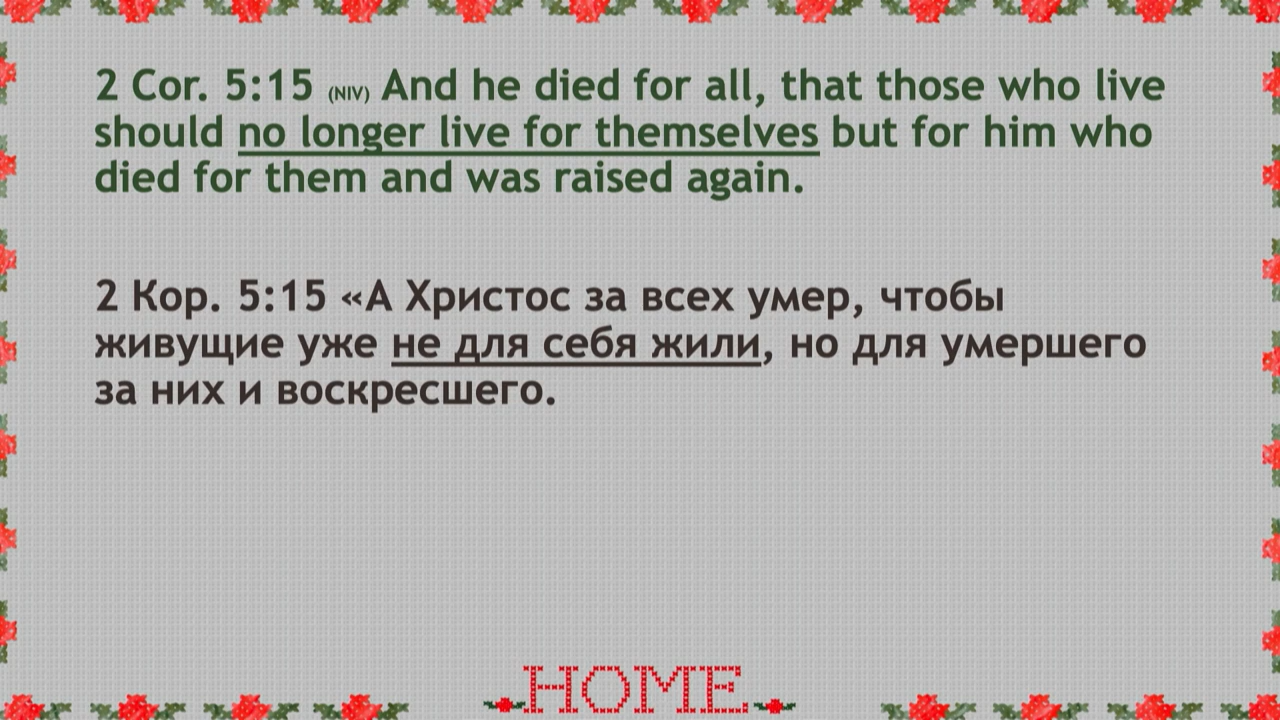 2 Cor. 5:15 (NIV) And he died for all, that those who live
should no longer live for themselves but for him who
died for them and was raised again.
2 Кор. 5:15 «А Христос за всех умер, чтобы
живущие уже не для себя жили, но для умершего
за них и воскресшего.
HOME